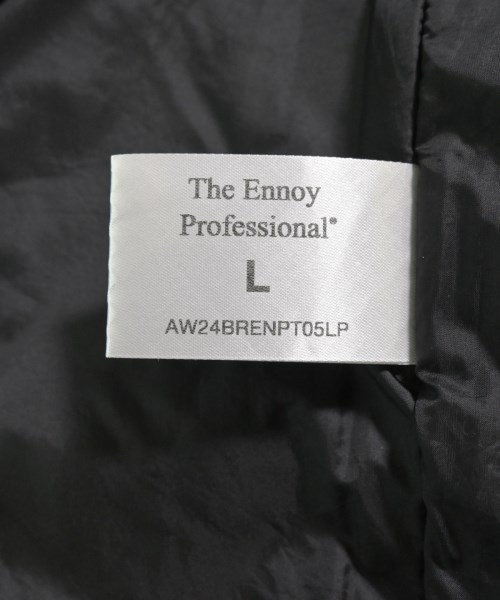 The Ennoy
Professional®
L
AW24BRENPT05LP